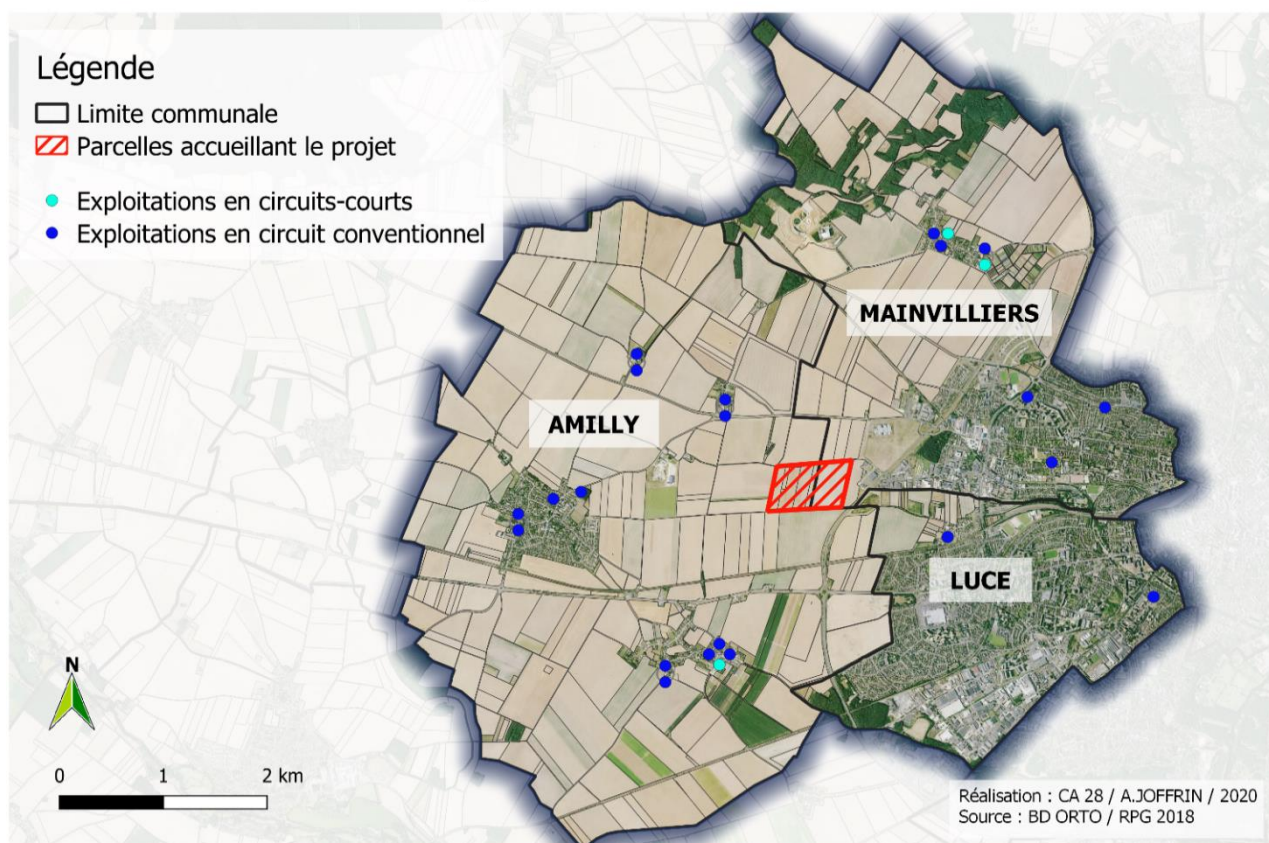 Légende
Limite communale
Parcelles accueillant le projet
Exploitations en circuits-courts
Exploitations en circuit conventionnel
MAINVILLIERS
AMILLY
LUCE
N
0 1 2 km
Réalisation : CA 28 / A.JOFFRIN / 2020
Source : BD ORTO / RPG 2018